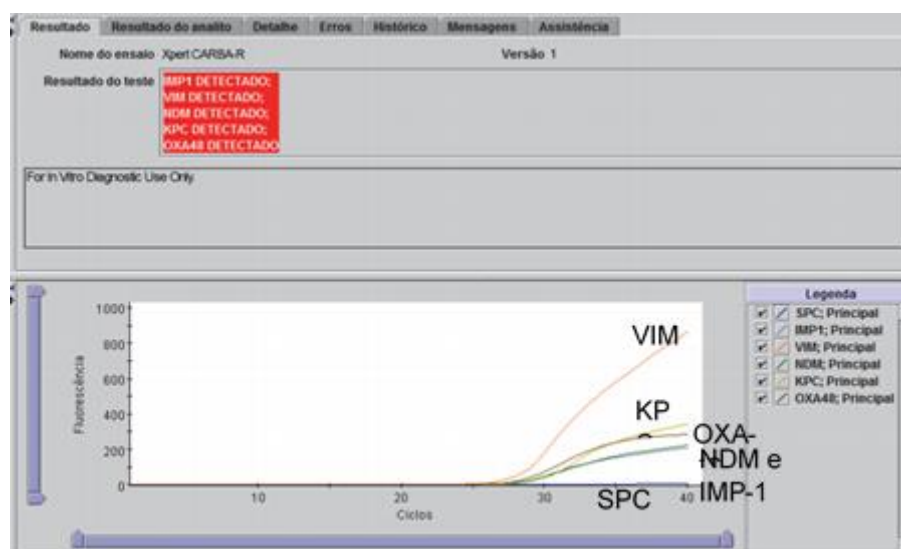 Resultado Resultado do analito Detalhe Erros Histórico Mensagens Assistência
Nome do ensaio Xpert CARBA-R Versão 1
Resultado do teste IMP1 DETECTADO;
VIM DETECTADO;
NDM DETECTADO;
KPC DETECTADO;
OXA48 DETECTADO
For In Vitro Diagnostic Use Only.
Legenda
SPC; Principal
IMP1; Principal
VIM; Principal
NDM; Principal
KPC; Principal
OXA48; Principal
1000
800
600
400
200
0
Fluorescência
10 20 30 40
Ciclos
VIM
KP
OXA-
NDM e
IMP-1
SPC